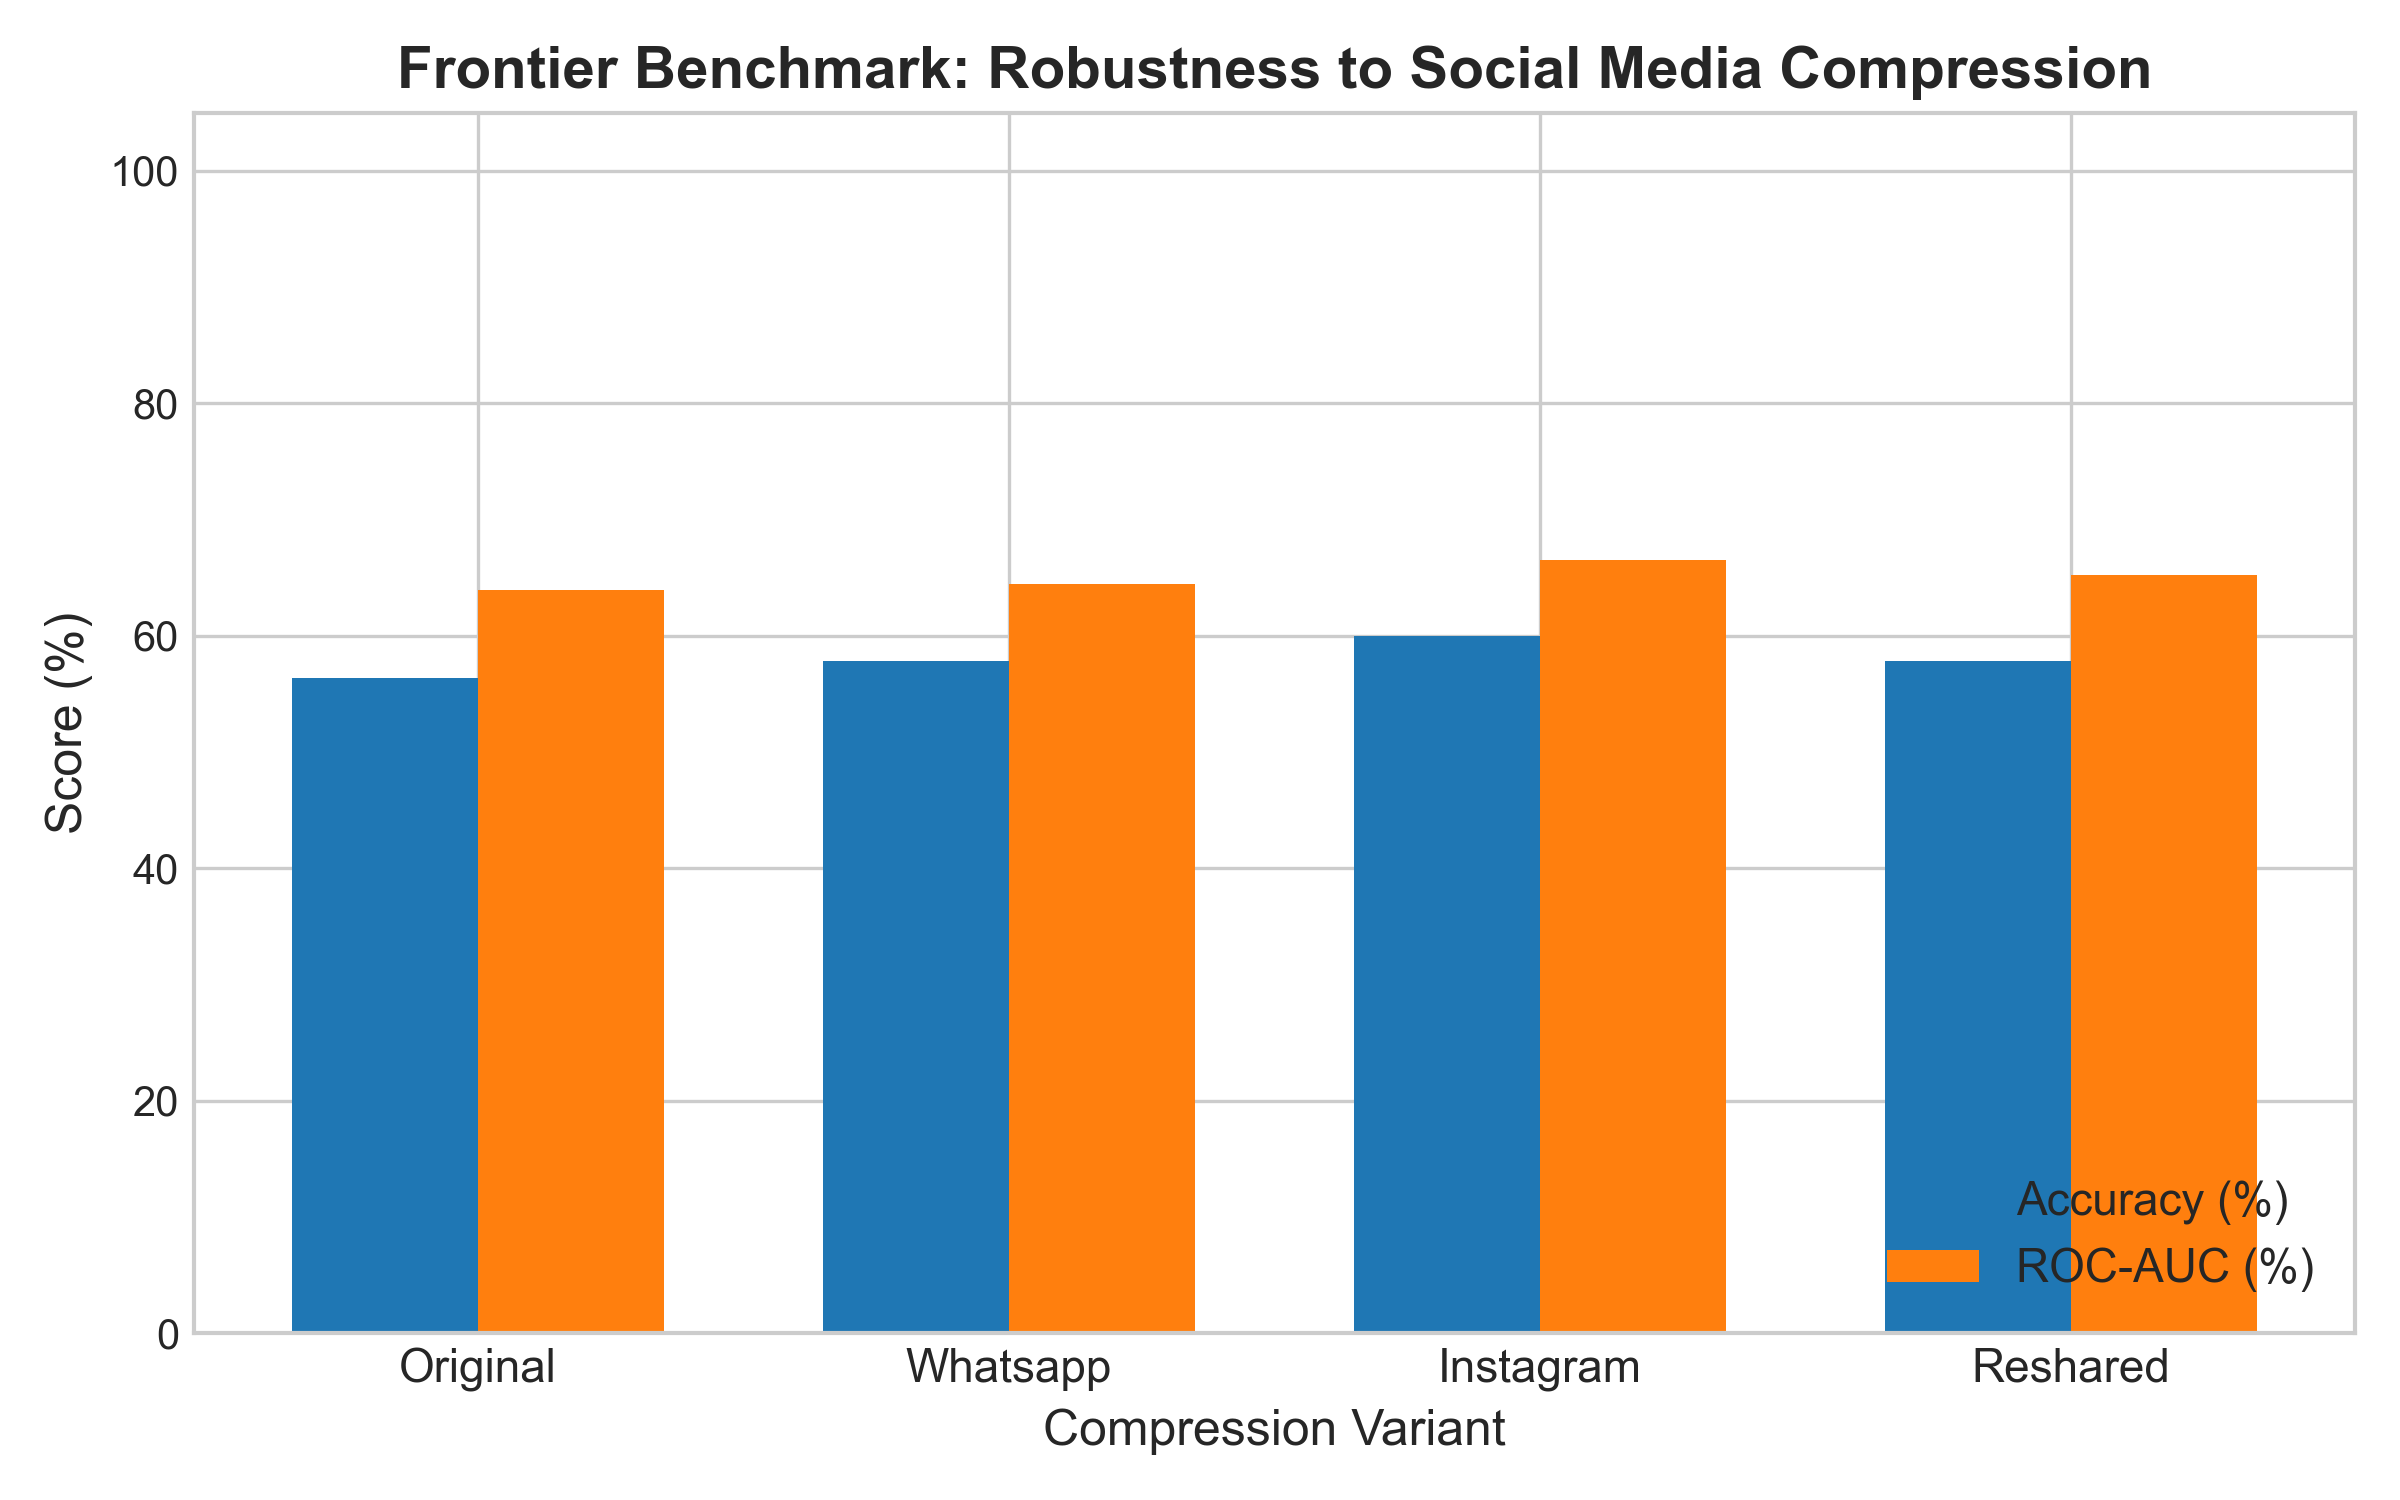 Frontier Benchmark: Robustness to Social Media Compression
100
80
60
40
20
0
Score (%)
Accuracy (%)
ROC-AUC (%)
Original
Whatsapp
Instagram
Reshared
Compression Variant